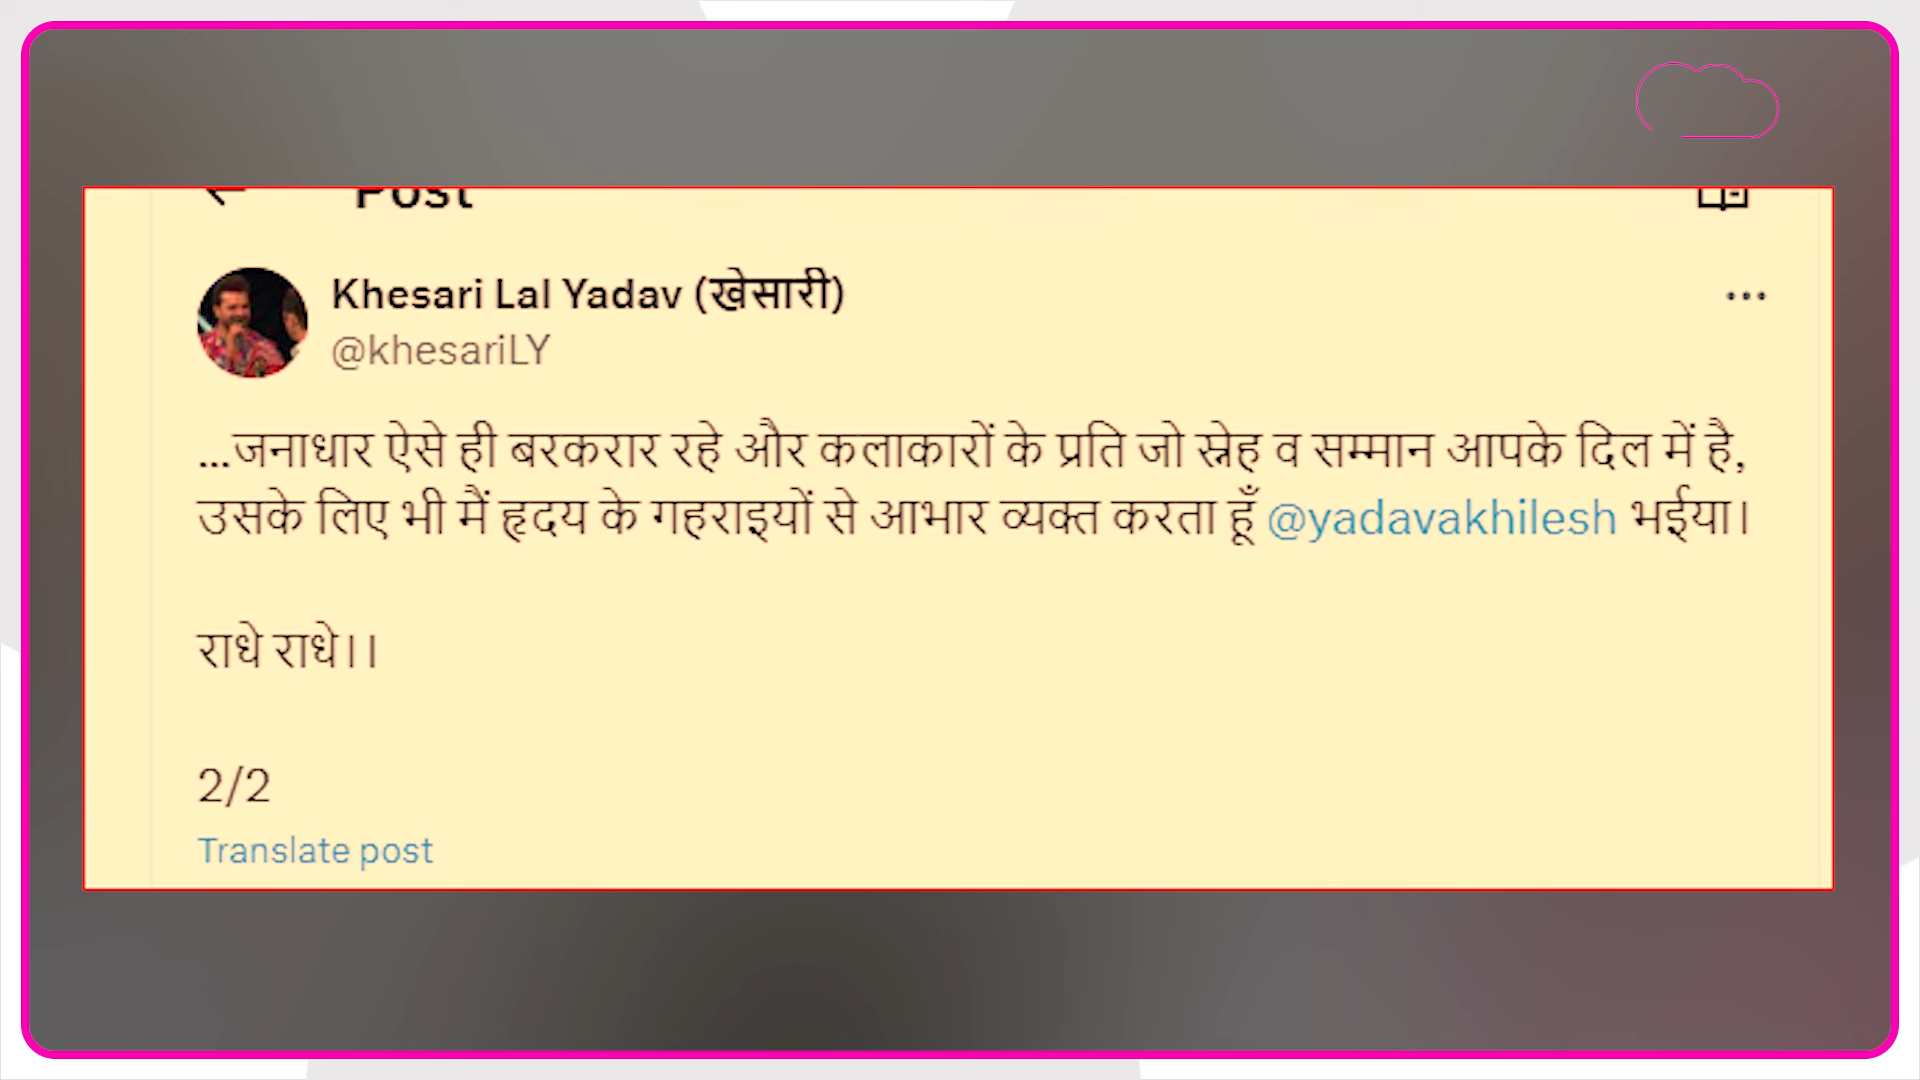 Post
Khesari Lal Yadav (खेसारी)
@khesariLY
...जनाधार ऐसे ही बरकरार रहे और कलाकारों के प्रति जो स्नेह व सम्मान आपके दिल में है,
उसके लिए भी मैं हृदय के गहराइयों से आभार व्यक्त करता हूँ @yadavakhilesh भईया।
राधे राधे।।
2/2
Translate post